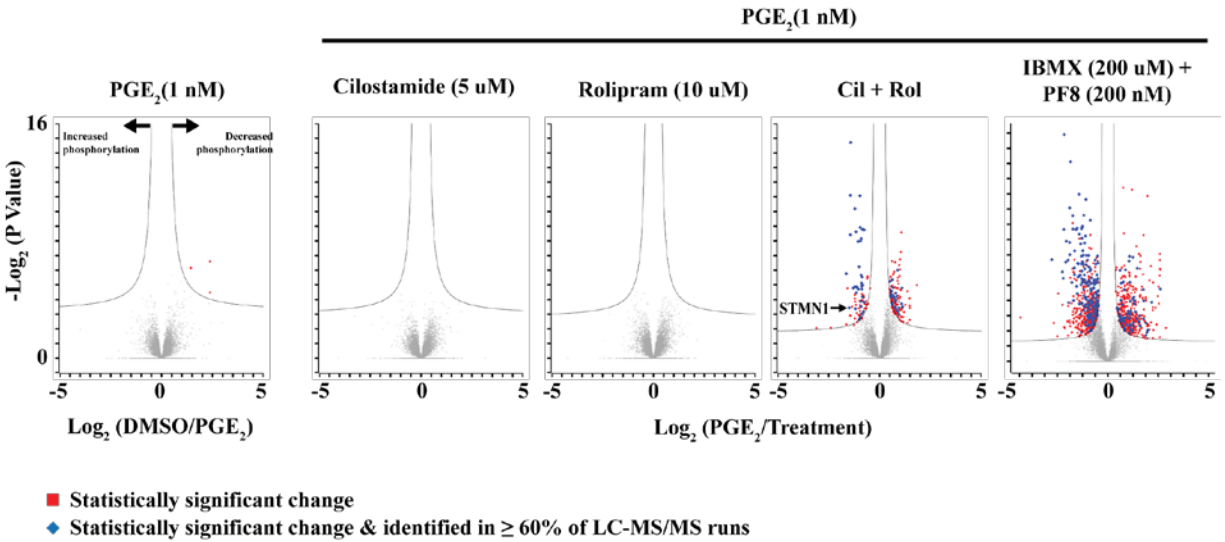 PGE2(1 nM)
PGE2(1 nM)
Cilostamide (5 uM)
Rolipram (10 uM)
Cil + Rol
IBMX (200 uM) +
PF8 (200 nM)
16
Increased
phosphorylation
Decreased
phosphorylation
-Log2 (P Value)
STMN1
0
-5 0 5
-5 0 5
-5 0 5
-5 0 5
-5 0 5
Log2 (DMSO/PGE2)
Log2 (PGE2/Treatment)
Statistically significant change
Statistically significant change & identified in ≥ 60% of LC-MS/MS runs